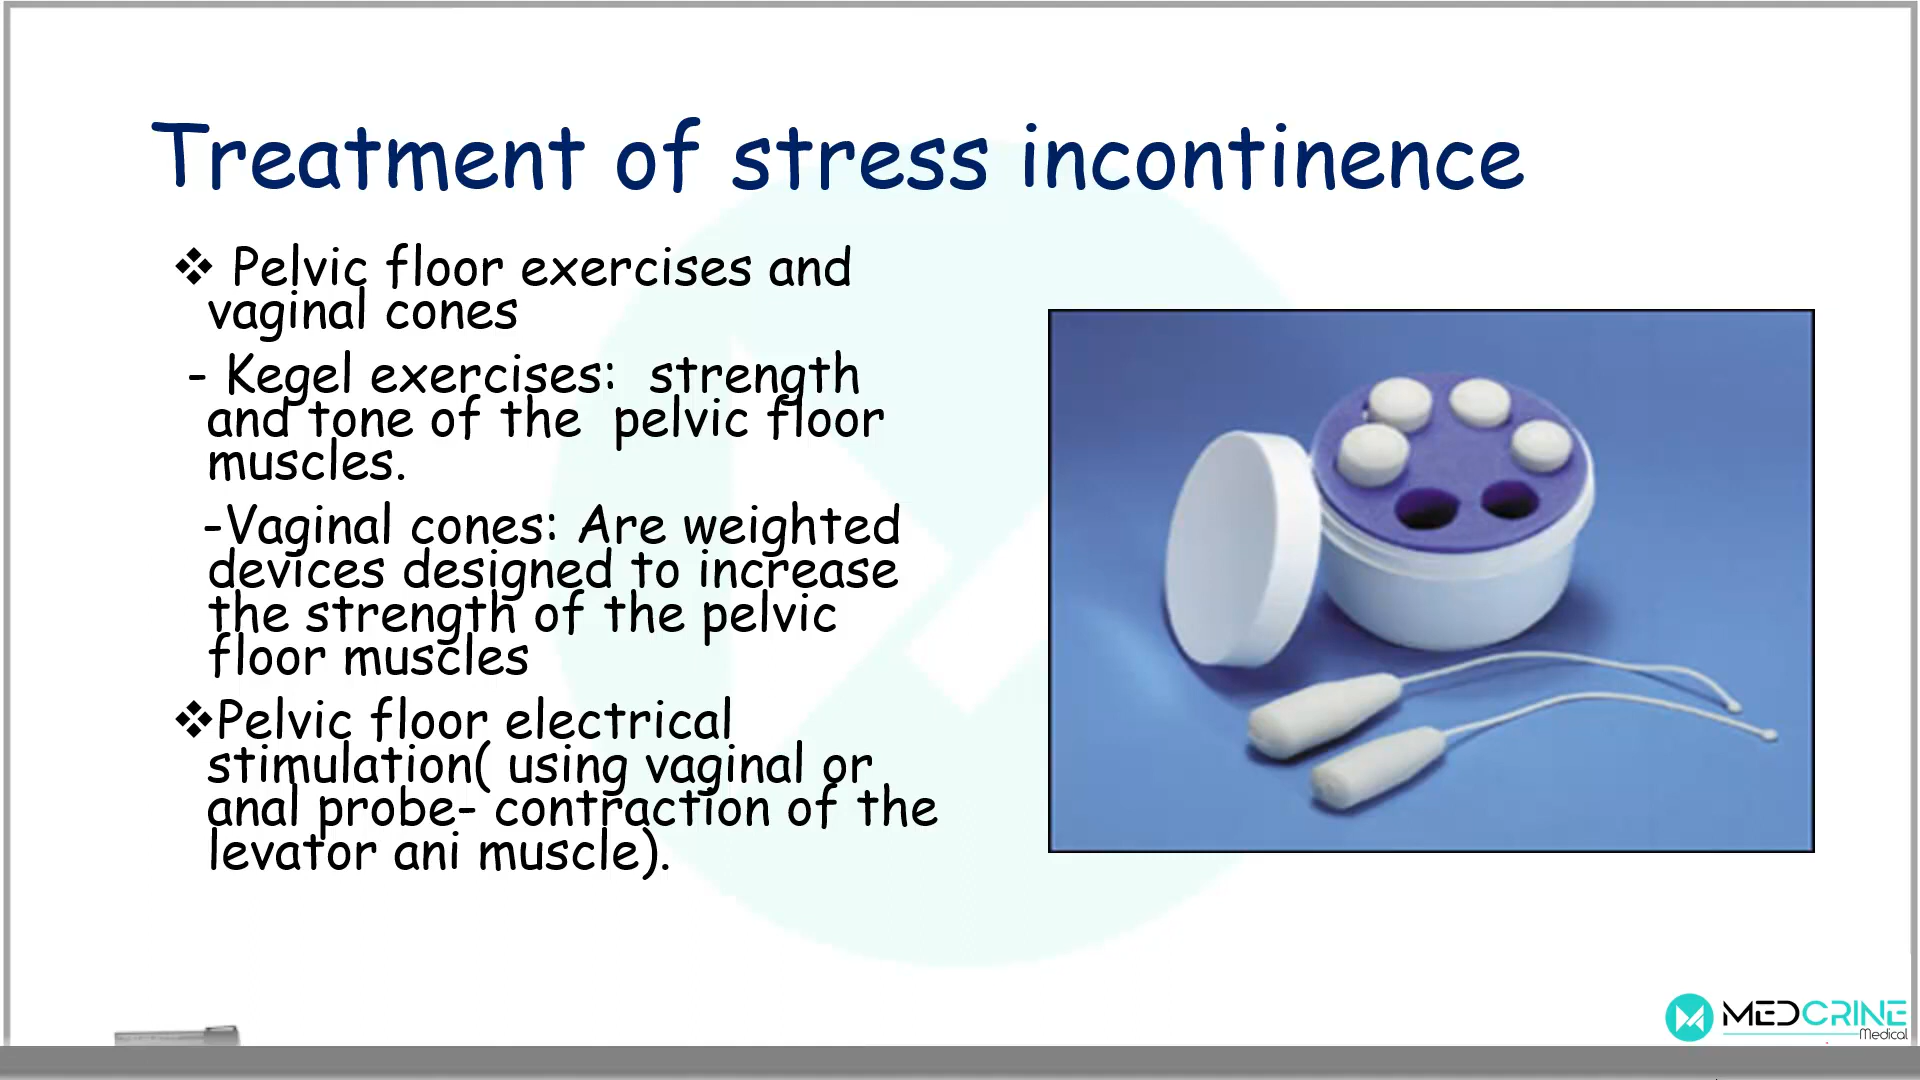 Treatment of stress incontinence
❖ Pelvic floor exercises and
vaginal cones
- Kegel exercises:  strength
and tone of the  pelvic floor
muscles.
-Vaginal cones: Are weighted
devices designed to increase
the strength of the pelvic
floor muscles
❖Pelvic floor electrical
stimulation( using vaginal or
anal probe- contraction of the
levator ani muscle).
MEDCRINE
Medical